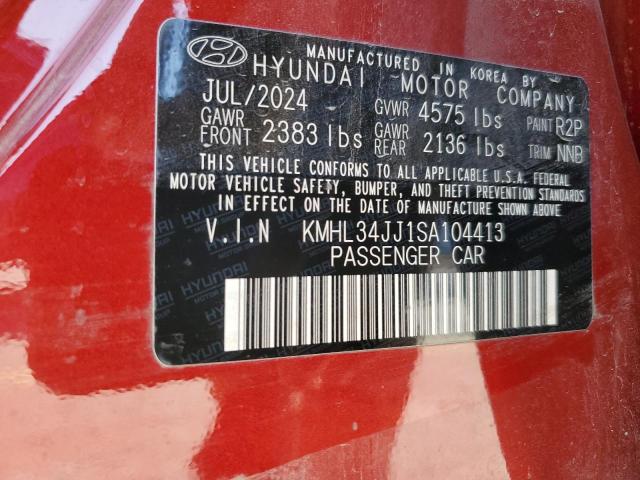 MANUFACTURED IN KOREA BY
HYUNDAI MOTOR COMPANY
JUL/2024 GVWR 4575 lbs PAINT R2P
GAWR FRONT 2383 lbs GAWR REAR 2136 lbs TRIM NNB
THIS VEHICLE CONFORMS TO ALL APPLICABLE U.S.A. FEDERAL
MOTOR VEHICLE SAFETY, BUMPER, AND THEFT PREVENTION STANDARDS
IN EFFECT ON THE DATE OF MANUFACTURE SHOWN ABOVE
V.I.N KMHL34JJ1SA104413
PASSENGER CAR